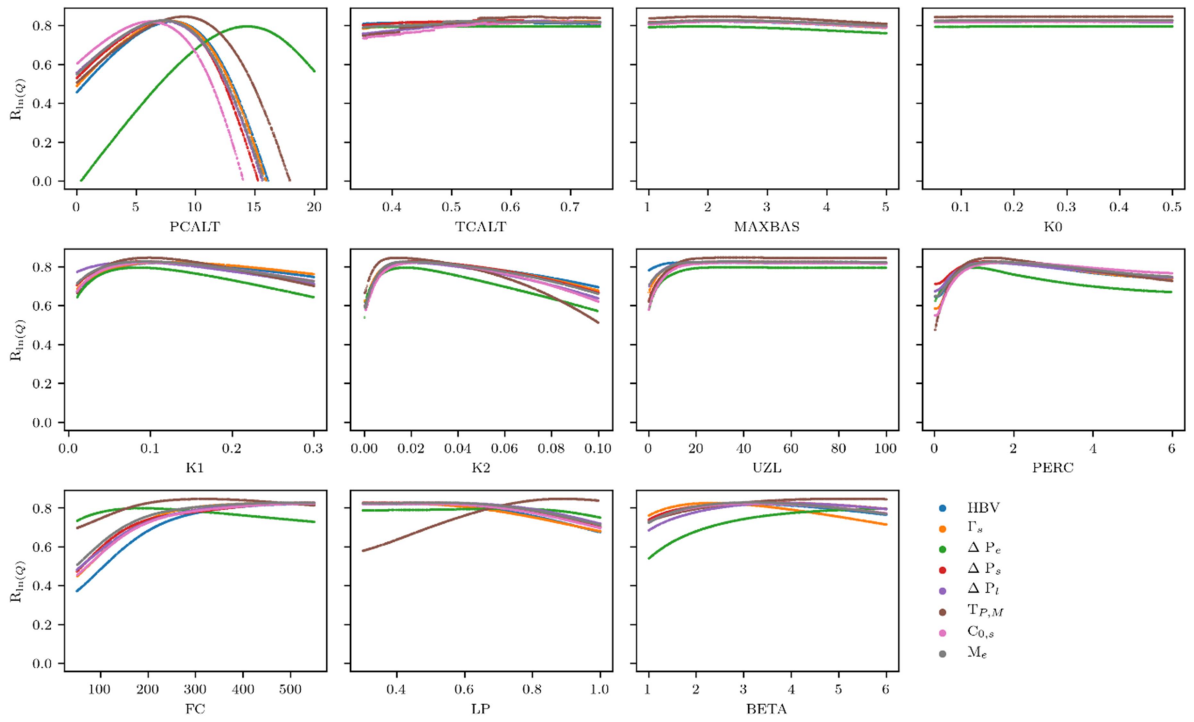 R_ln(Q)
0.8
0.6
0.4
0.2
0.0
0 5 10 15 20
PCALT
0.4 0.5 0.6 0.7
TCALT
1 2 3 4 5
MAXBAS
0.1 0.2 0.3 0.4 0.5
K0
R_ln(Q)
0.8
0.6
0.4
0.2
0.0
0.0 0.1 0.2 0.3
K1
0.00 0.02 0.04 0.06 0.08 0.10
K2
0 20 40 60 80 100
UZL
0 2 4 6
PERC
R_ln(Q)
0.8
0.6
0.4
0.2
0.0
100 200 300 400 500
FC
0.4 0.6 0.8 1.0
LP
1 2 3 4 5 6
BETA
HBV
Γ_s
Δ P_e
Δ P_s
Δ P_l
T_P,M
C_0,s
M_e